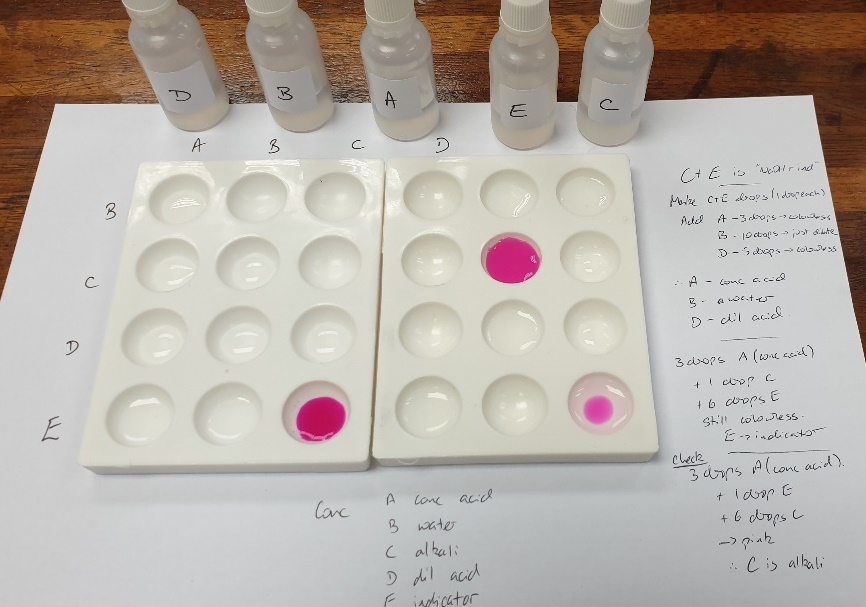 D B A E C
A B C D
B
C
D
E
C + E is "Neat ind"
Make C+E drops (1 drop each)
Add A - 3 drops → colourless
B - 10 drops → just dilute
D - 5 drops → colourless
∴ A - conc acid
B - water
D - dil acid
3 drops A (conc acid)
+ 1 drop C
+ 6 drops E
still colourless.
E → indicator
Check
3 drops A (conc acid).
+ 1 drop E
+ 6 drops C
→ pink
∴ C is alkali
Conc A conc acid
B water
C alkali
D dil acid
E indicator